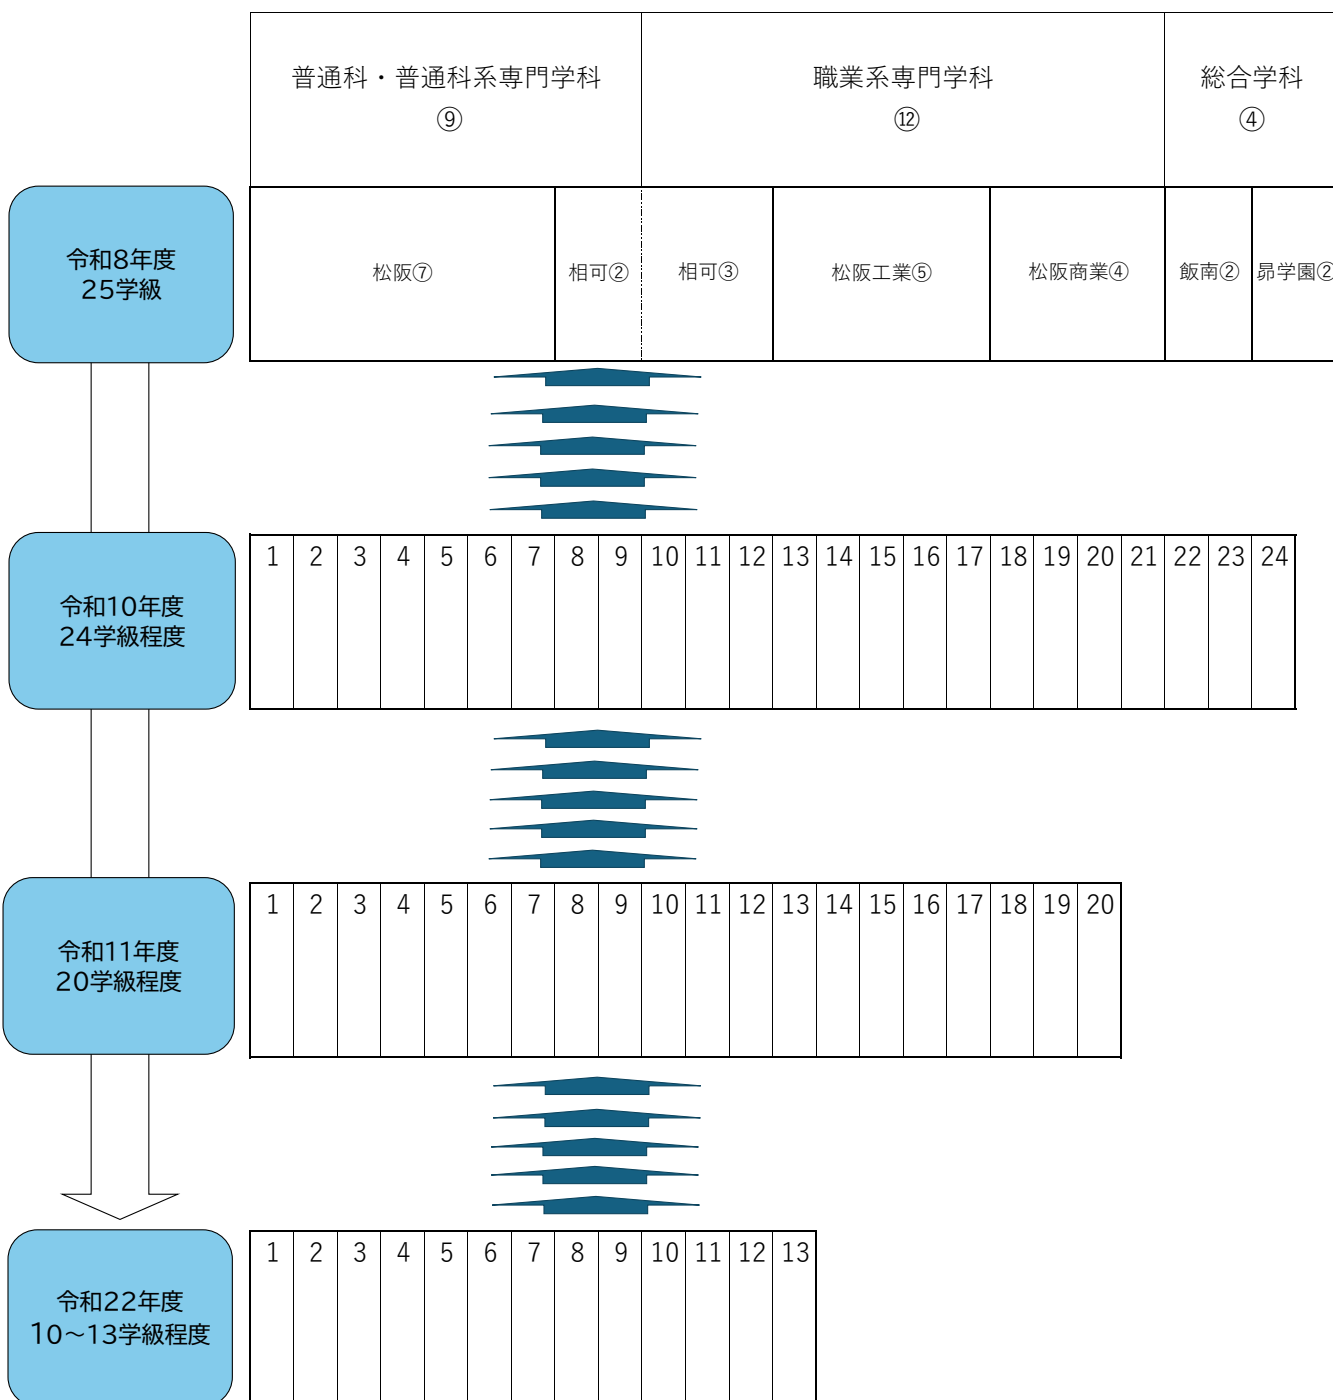 普通科・普通科系専門学科
⑨
職業系専門学科
⑫
総合学科
④
令和8年度
25学級
松阪⑦
相可②
相可③
松阪工業⑤
松阪商業④
飯南②
昴学園②
令和10年度
24学級程度
1 2 3 4 5 6 7 8 9 10 11 12 13 14 15 16 17 18 19 20 21 22 23 24
令和11年度
20学級程度
1 2 3 4 5 6 7 8 9 10 11 12 13 14 15 16 17 18 19 20
令和22年度
10～13学級程度
1 2 3 4 5 6 7 8 9 10 11 12 13